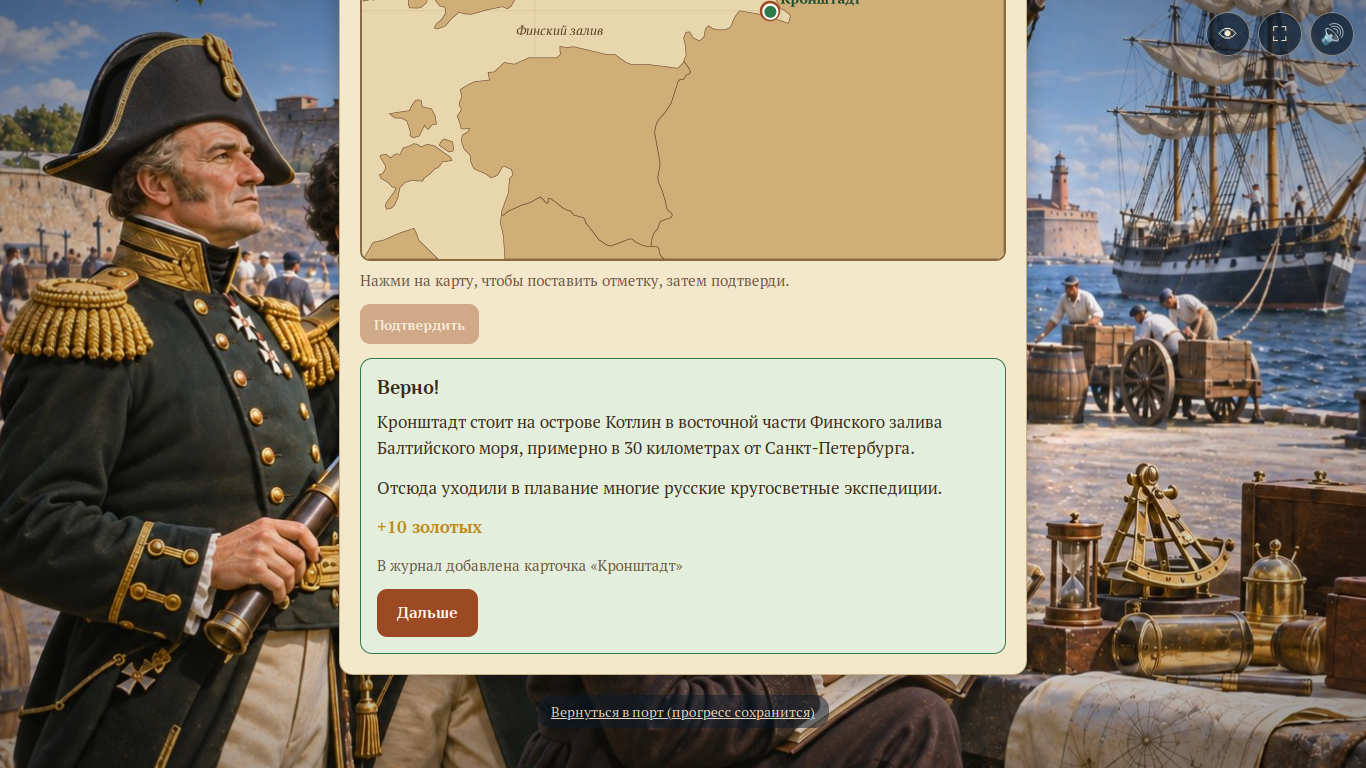 Кронштадт
Финский залив
Нажми на карту, чтобы поставить отметку, затем подтверди.
Подтвердить
Верно!
Кронштадт стоит на острове Котлин в восточной части Финского залива
Балтийского моря, примерно в 30 километрах от Санкт-Петербурга.
Отсюда уходили в плавание многие русские кругосветные экспедиции.
+10 золотых
В журнал добавлена карточка «Кронштадт»
Дальше
Вернуться в порт (прогресс сохранится)